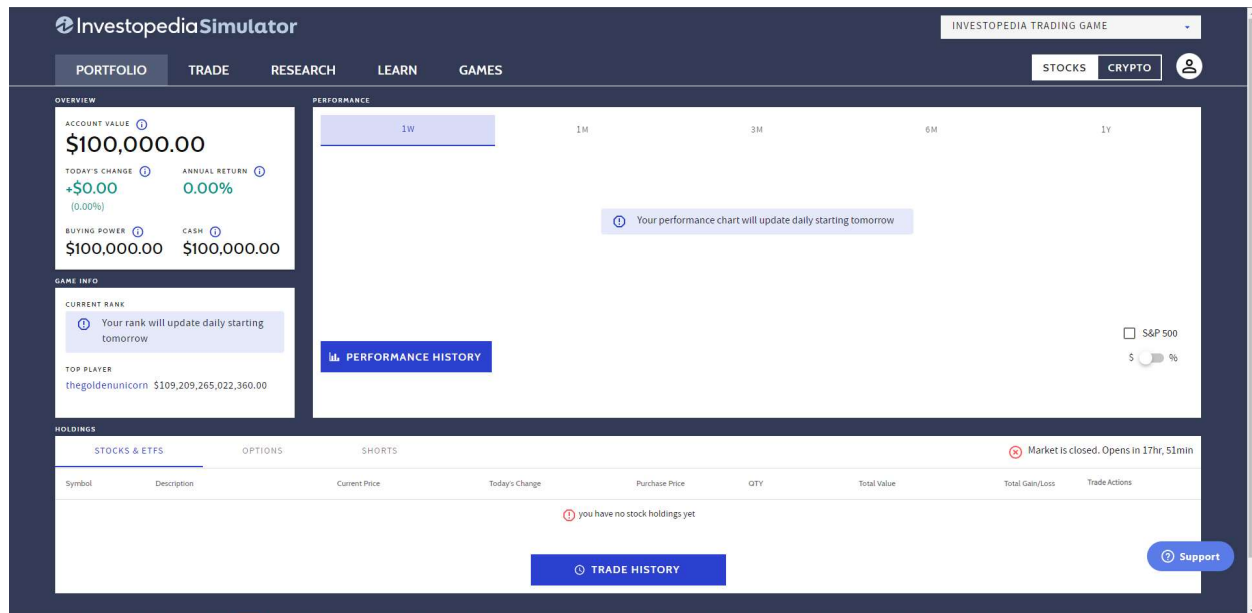 InvestopediaSimulator
INVESTOPEDIA TRADING GAME
PORTFOLIO TRADE RESEARCH LEARN GAMES
STOCKS CRYPTO
OVERVIEW
ACCOUNT VALUE
$100,000.00
TODAY'S CHANGE ANNUAL RETURN
+$0.00 0.00%
(0.00%)
BUYING POWER CASH
$100,000.00 $100,000.00
GAME INFO
CURRENT RANK
Your rank will update daily starting
tomorrow
TOP PLAYER
thegoldenunicorn $109,209,265,022,360.00
PERFORMANCE
1W 1M 3M 6M 1Y
Your performance chart will update daily starting tomorrow
S&P 500
$ %
PERFORMANCE HISTORY
HOLDINGS
STOCKS & ETFS OPTIONS SHORTS
Market is closed. Opens in 17hr, 51min
Symbol Description Current Price Today's Change Purchase Price QTY Total Value Total Gain/Loss Trade Actions
you have no stock holdings yet
TRADE HISTORY
Support